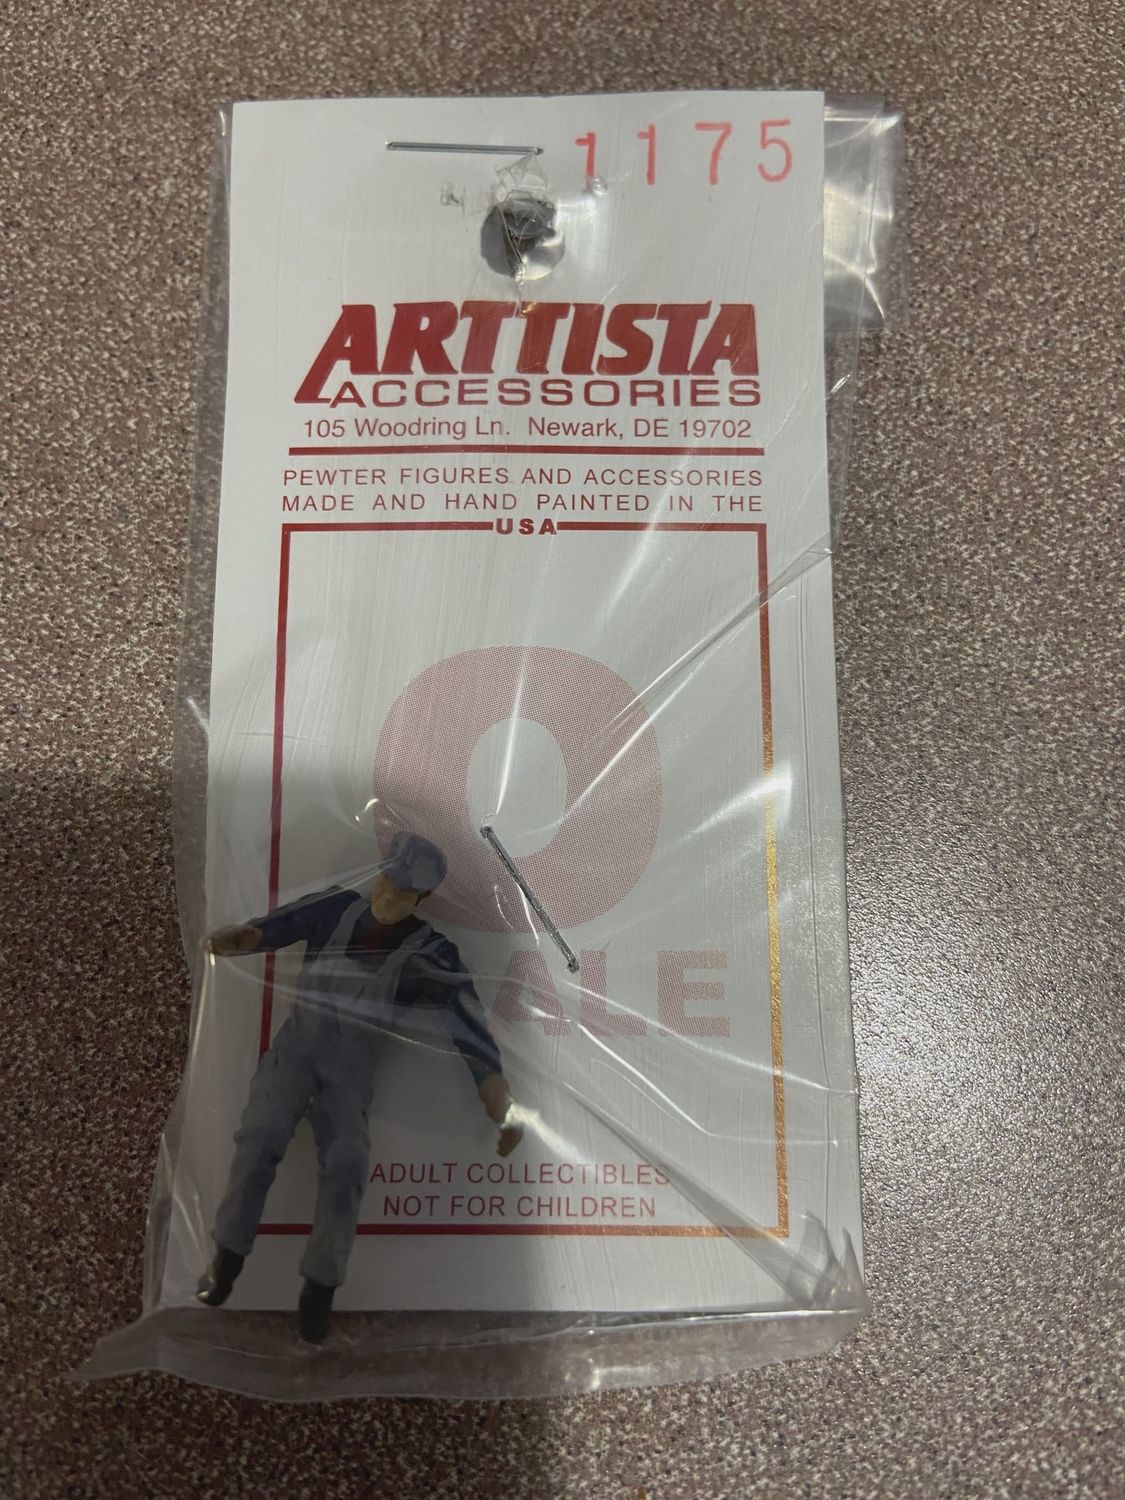 1175
ARTTISTA
ACCESSORIES
105 Woodring Ln. Newark, DE 19702
PEWTER FIGURES AND ACCESSORIES
MADE AND HAND PAINTED IN THE
USA
O
ALE
ADULT COLLECTIBLES
NOT FOR CHILDREN